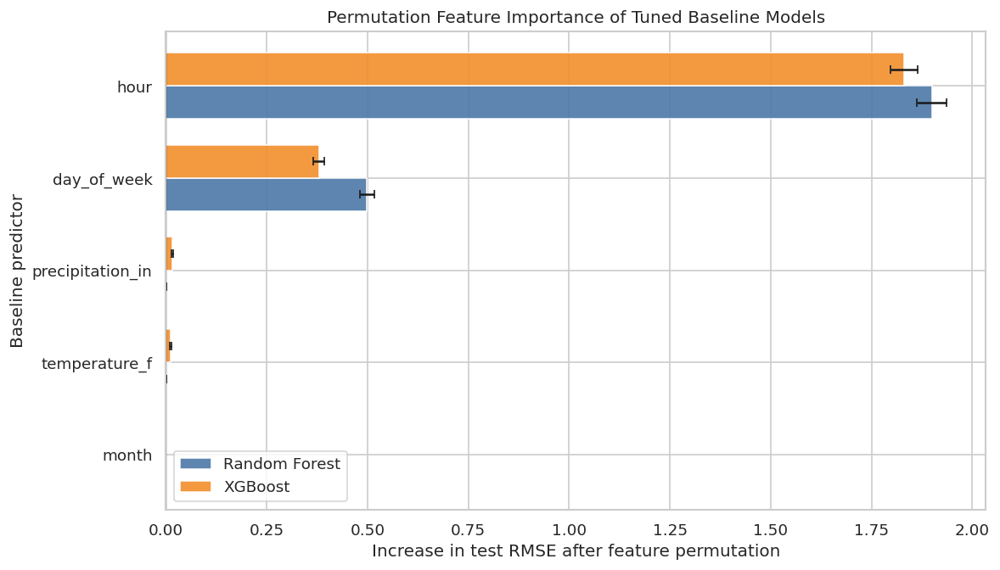 Permutation Feature Importance of Tuned Baseline Models
Baseline predictor
hour
day_of_week
precipitation_in
temperature_f
month
Random Forest
XGBoost
0.00 0.25 0.50 0.75 1.00 1.25 1.50 1.75 2.00
Increase in test RMSE after feature permutation